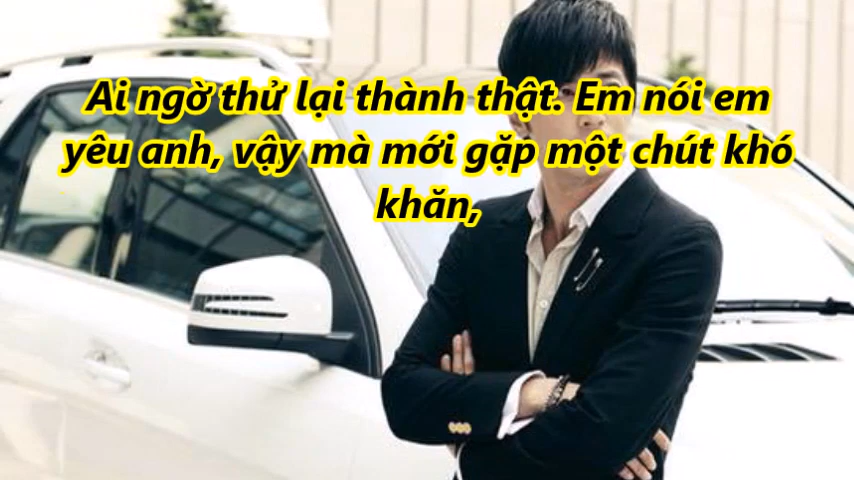 Ai ngờ thử lại thành thật. Em nói em
yêu anh, vậy mà mới gặp một chút khó
khăn,